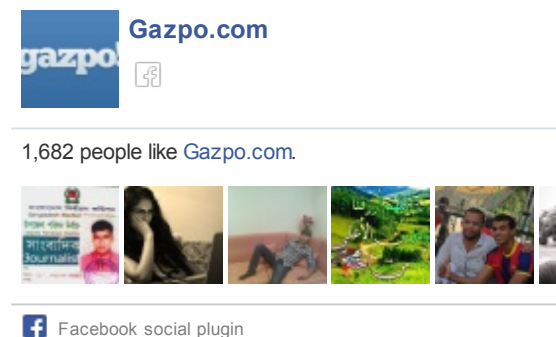 gazpo!
Gazpo.com
1,682 people like Gazpo.com.
সাংবাদিক
Journalist
Facebook social plugin